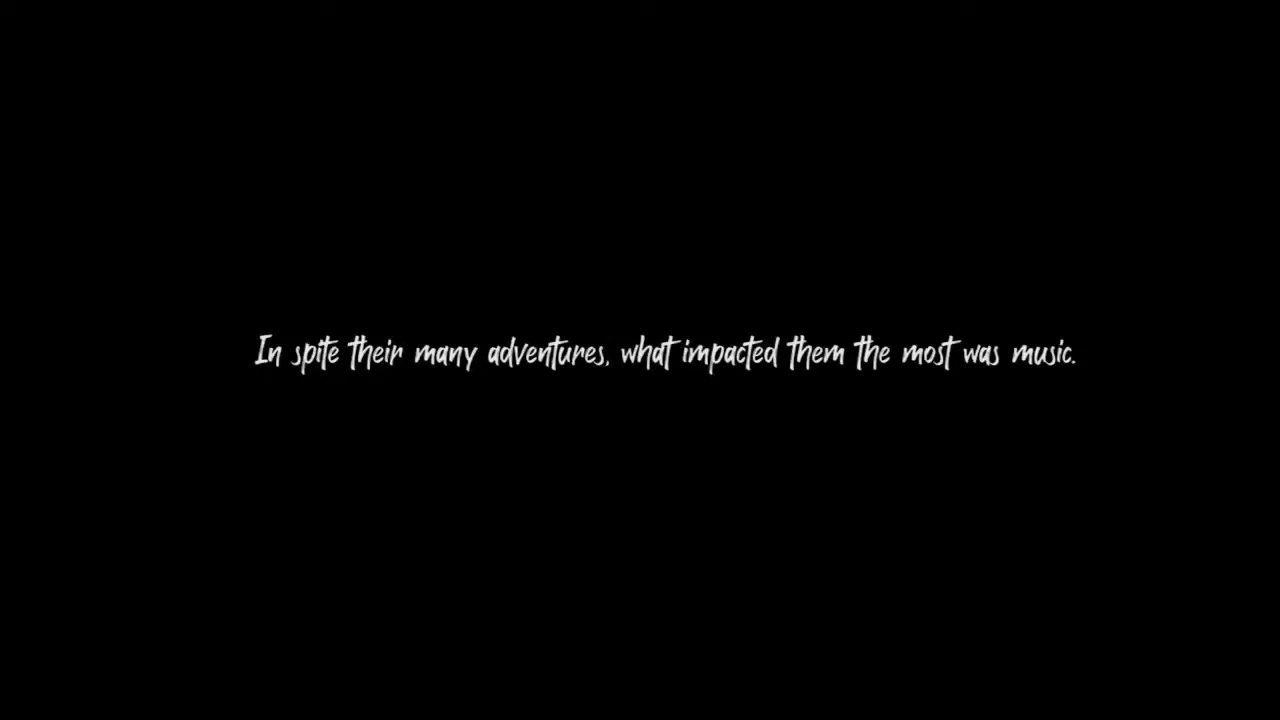 In spite their many adventures, what impacted them the most was music.